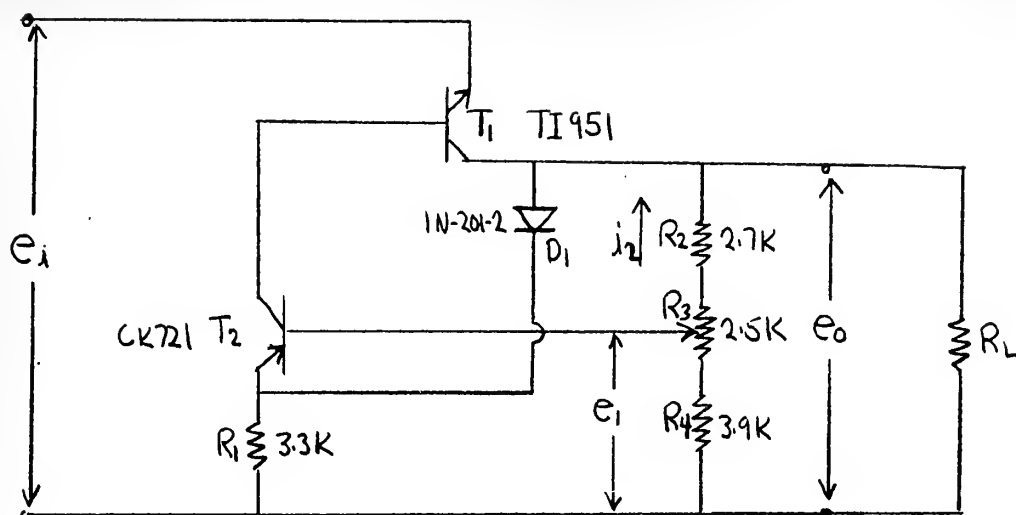 T1 TI951
1N-201-2
D1
i2
R2 2.7K
ei
CK721 T2
R3
2.5K
eo
RL
e1
R1 3.3K
R4 3.9K